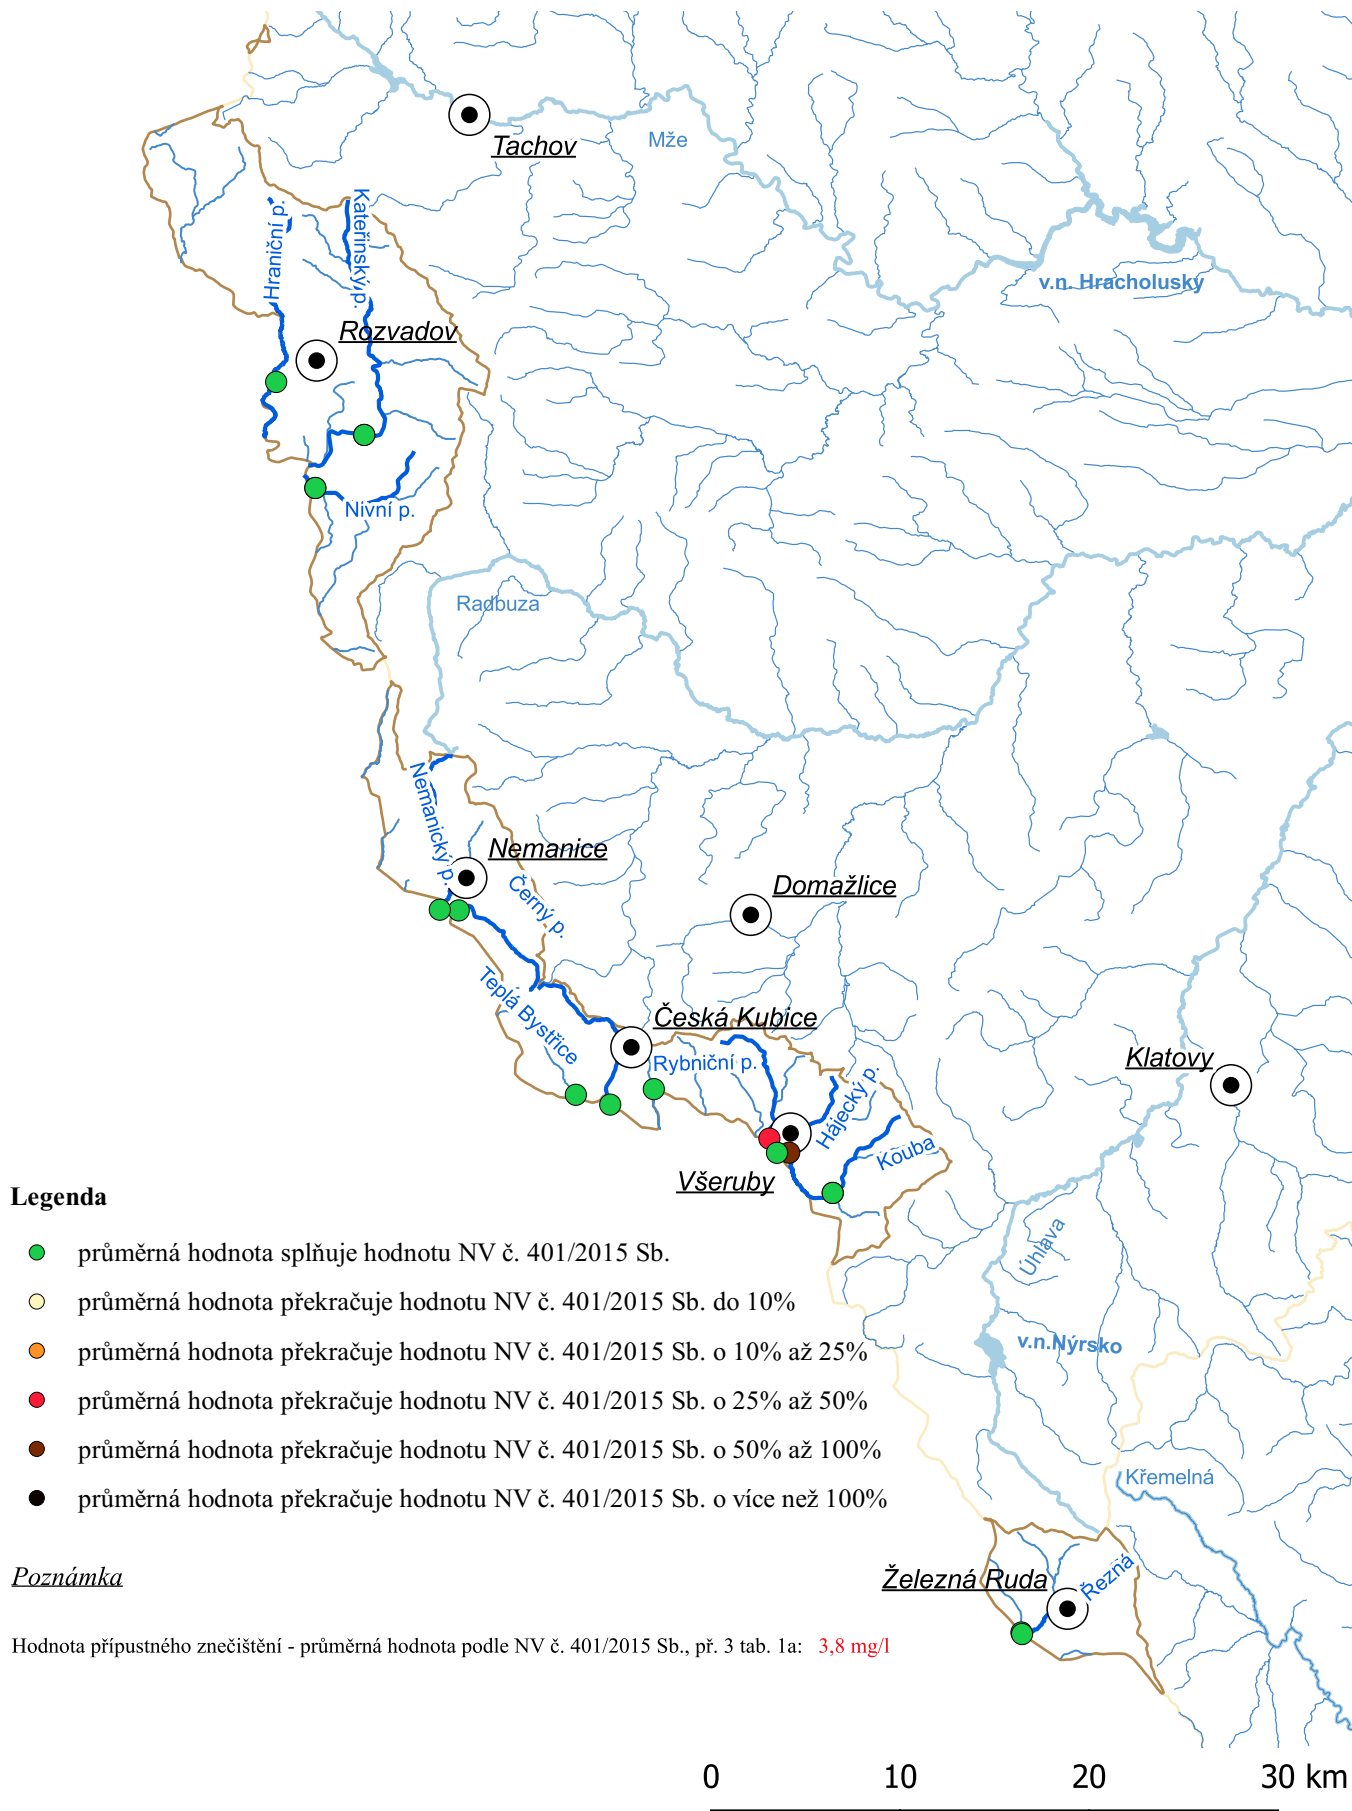 Tachov
Mže
Hraniční p.
Kateřinský p.
v.n. Hracholusky
Rozvadov
Nivní p.
Radbuza
Nemanický p.
Nemanice
Černý p.
Domažlice
Teplá Bystřice
Česká Kubice
Rybniční p.
Klatovy
Hájecký p.
Kouba
Všeruby
Úhlava
v.n.Nýrsko
Legenda
průměrná hodnota splňuje hodnotu NV č. 401/2015 Sb.
průměrná hodnota překračuje hodnotu NV č. 401/2015 Sb. do 10%
průměrná hodnota překračuje hodnotu NV č. 401/2015 Sb. o 10% až 25%
průměrná hodnota překračuje hodnotu NV č. 401/2015 Sb. o 25% až 50%
průměrná hodnota překračuje hodnotu NV č. 401/2015 Sb. o 50% až 100%
průměrná hodnota překračuje hodnotu NV č. 401/2015 Sb. o více než 100%
Křemelná
Železná Ruda
Řezná
Poznámka
Hodnota přípustného znečištění - průměrná hodnota podle NV č. 401/2015 Sb., př. 3 tab. 1a: 3,8 mg/l
0 10 20 30 km